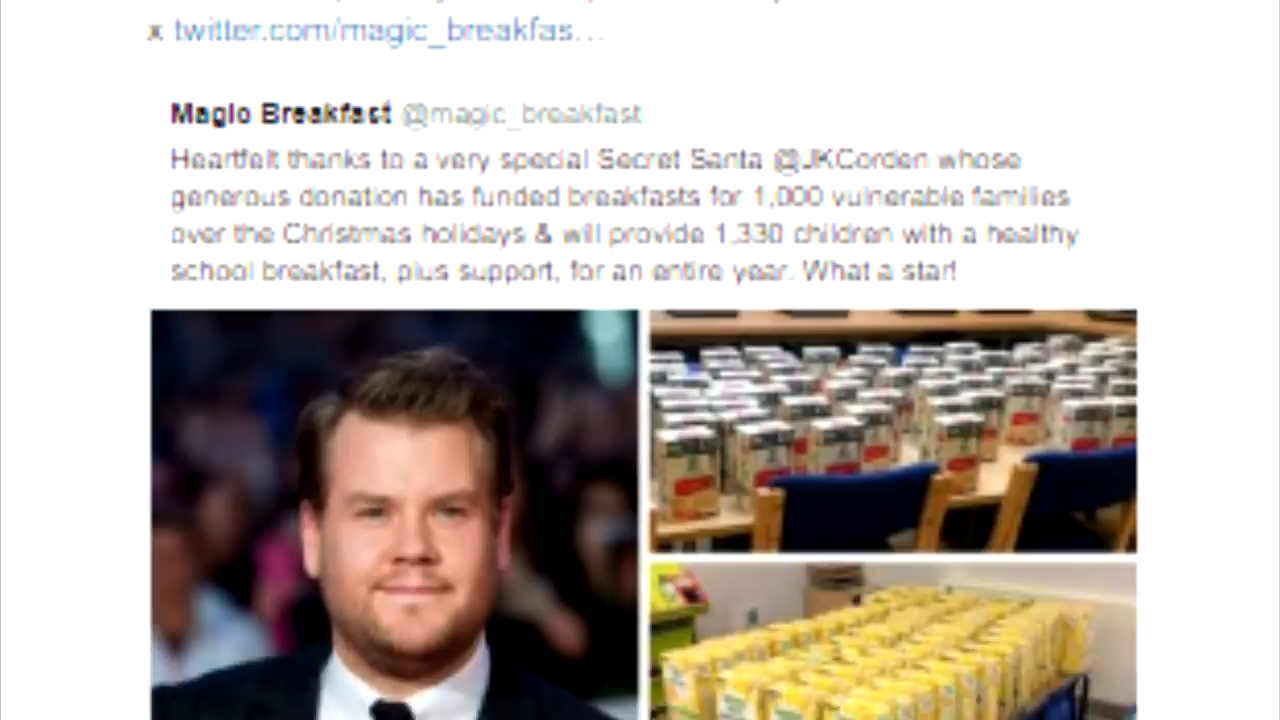 x twitter.com/magic_breakfas...
Magic Breakfast @magic_breakfast
Heartfelt thanks to a very special Secret Santa @JKCorden whose
generous donation has funded breakfasts for 1,000 vulnerable families
over the Christmas holidays & will provide 1,330 children with a healthy
school breakfast, plus support, for an entire year. What a star!